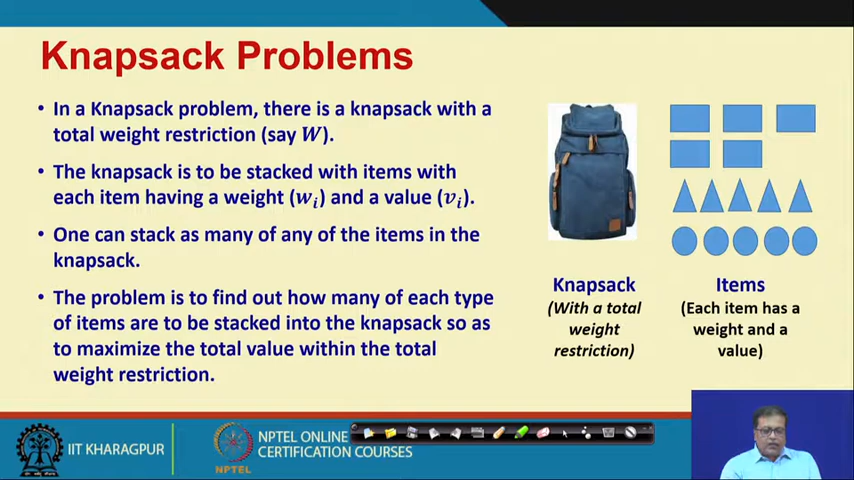 Knapsack Problems
• In a Knapsack problem, there is a knapsack with a
total weight restriction (say W).
• The knapsack is to be stacked with items with
each item having a weight (wᵢ) and a value (vᵢ).
• One can stack as many of any of the items in the
knapsack.
• The problem is to find out how many of each type
of items are to be stacked into the knapsack so as
to maximize the total value within the total
weight restriction.
Knapsack
(With a total
weight
restriction)
Items
(Each item has a
weight and a
value)
IIT KHARAGPUR
NPTEL
NPTEL ONLINE
CERTIFICATION COURSES